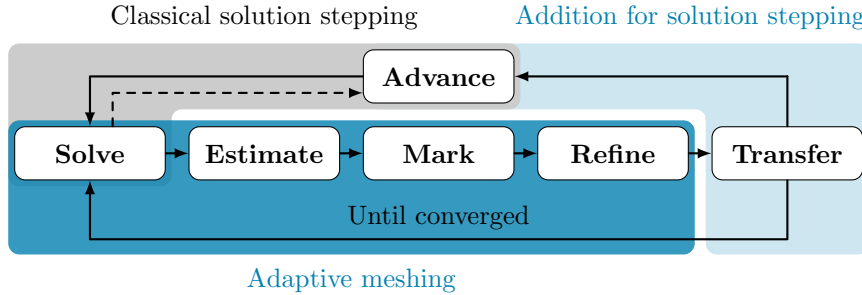 Classical solution stepping
Addition for solution stepping
Advance
Solve
Estimate
Mark
Refine
Transfer
Until converged
Adaptive meshing